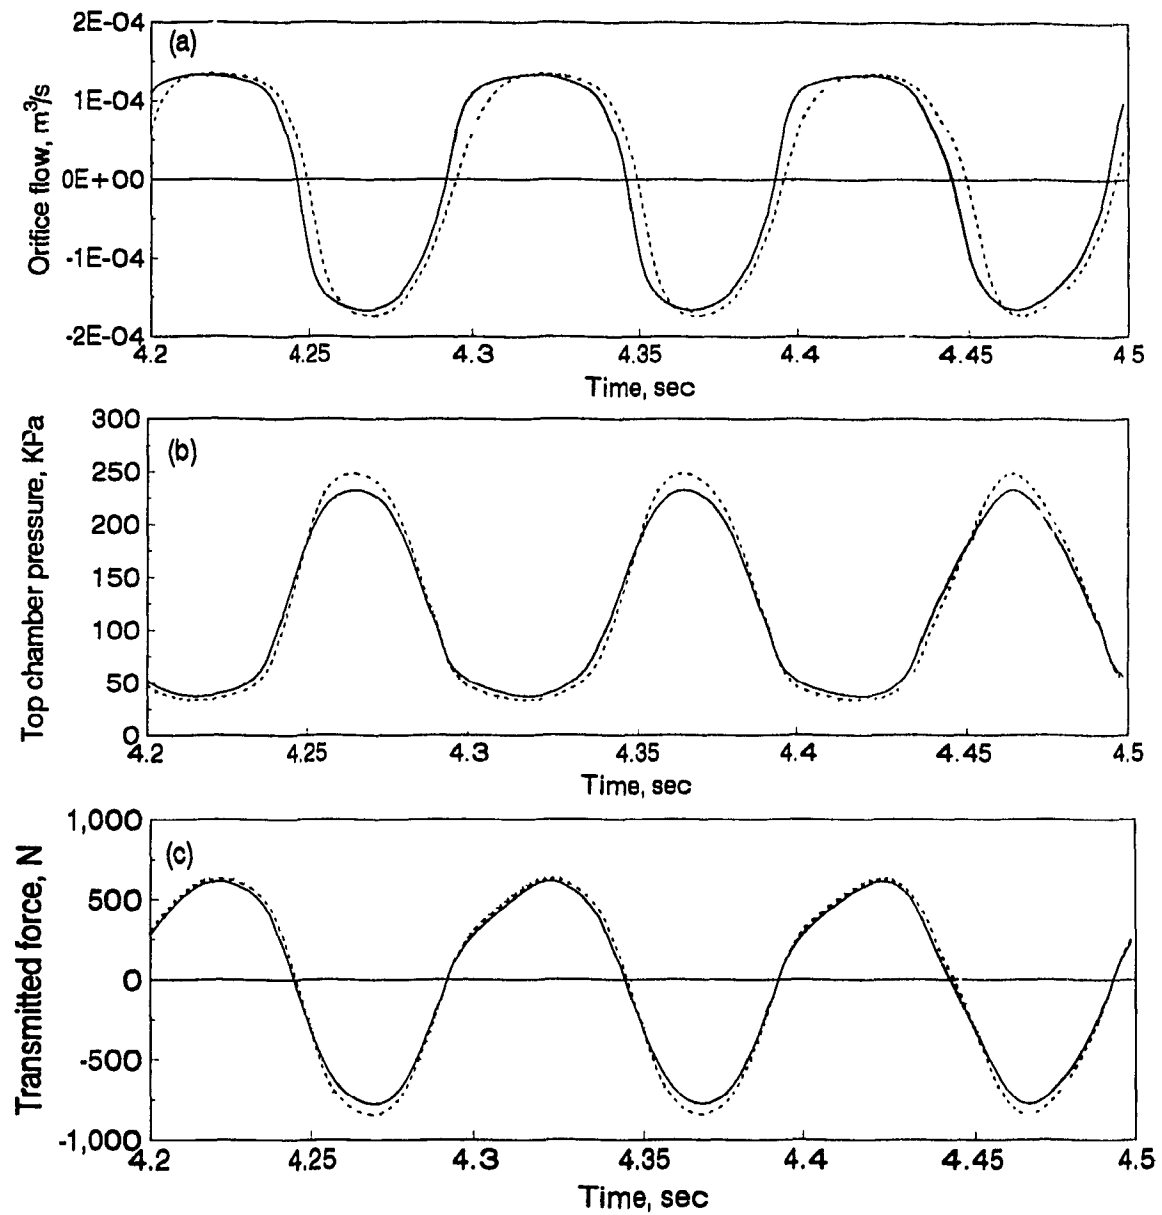 2E-04
(a)
1E-04
0E+00
-1E-04
-2E-04
Orifice flow, m³/s
4.2 4.25 4.3 4.35 4.4 4.45 4 5
Time, sec
300
(b)
250
200
150
100
50
0
Top chamber pressure, KPa
4.2 4.25 4.3 4.35 4.4 4.45 4.5
Time, sec
1,000
(c)
500
0
-500
-1,000
Transmitted force, N
4.2 4.25 4.3 4.35 4.4 4.45 4.5
Time, sec